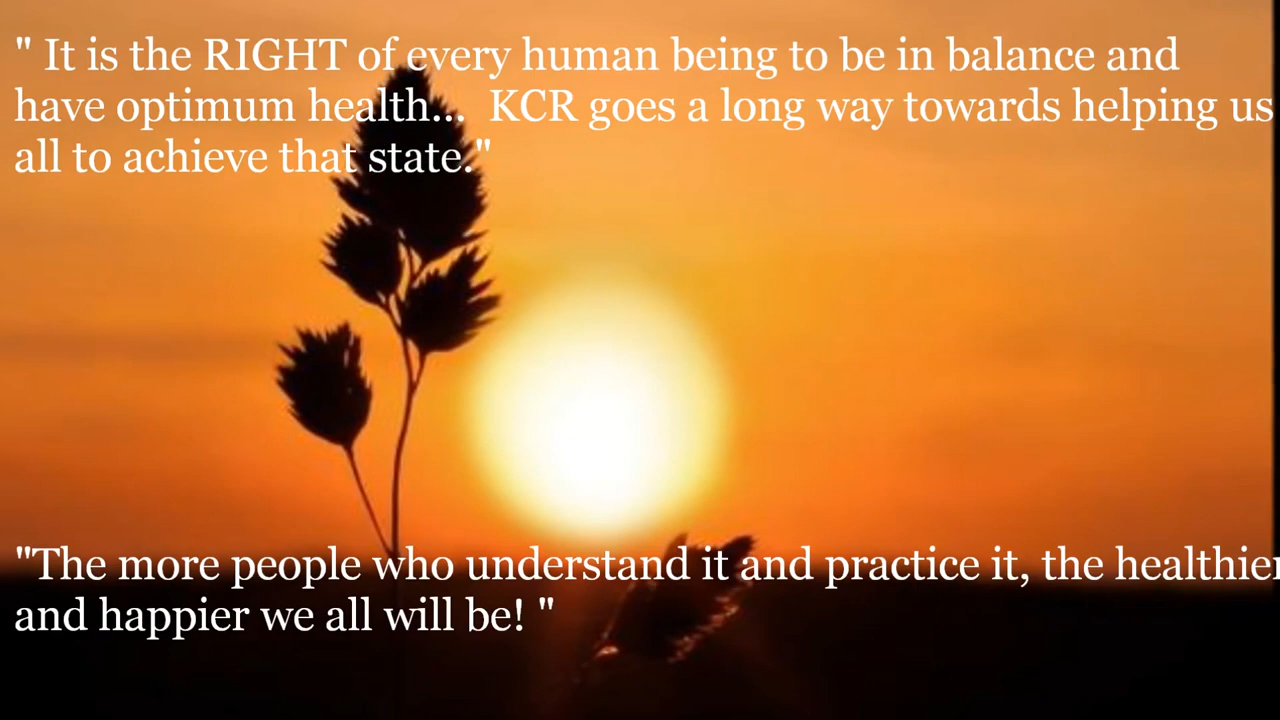 " It is the RIGHT of every human being to be in balance and
have optimum health...  KCR goes a long way towards helping us
all to achieve that state."
"The more people who understand it and practice it, the healthier
and happier we all will be! "